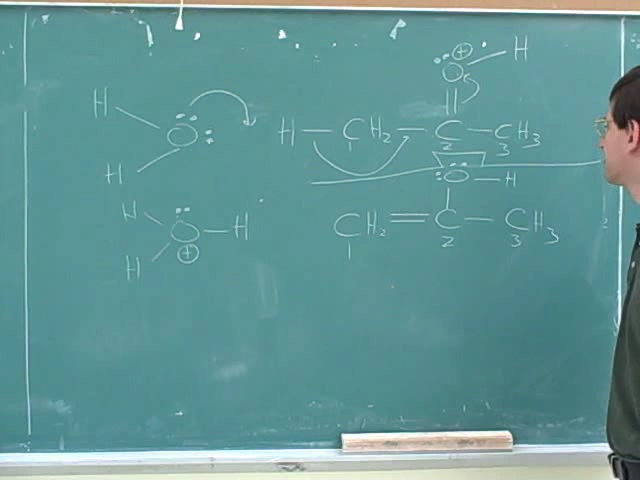 ⊕ H
O
H
H O H — CH₂ — C — CH₃
1 2 3
H
O — H
H O — H CH₂ = C — CH₃
⊕ 1 2 3
H